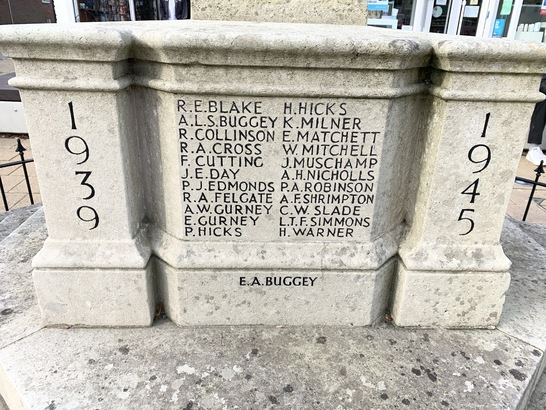 1939
R.E.BLAKE
A.L.S.BUGGEY
R.COLLINSON
R.A.CROSS
F.CUTTING
J.E.DAY
P.J.EDMONDS
R.A.FELGATE
A.W.GURNEY
E.GURNEY
P.HICKS
H.HICKS
K.MILNER
E.MATCHETT
W.MITCHELL
J.MUSCHAMP
A.H.NICHOLLS
P.A.ROBINSON
A.F.SHRIMPTON
C.W.SLADE
L.T.F.SIMMONS
H.WARNER
1945
E.A.BUGGEY